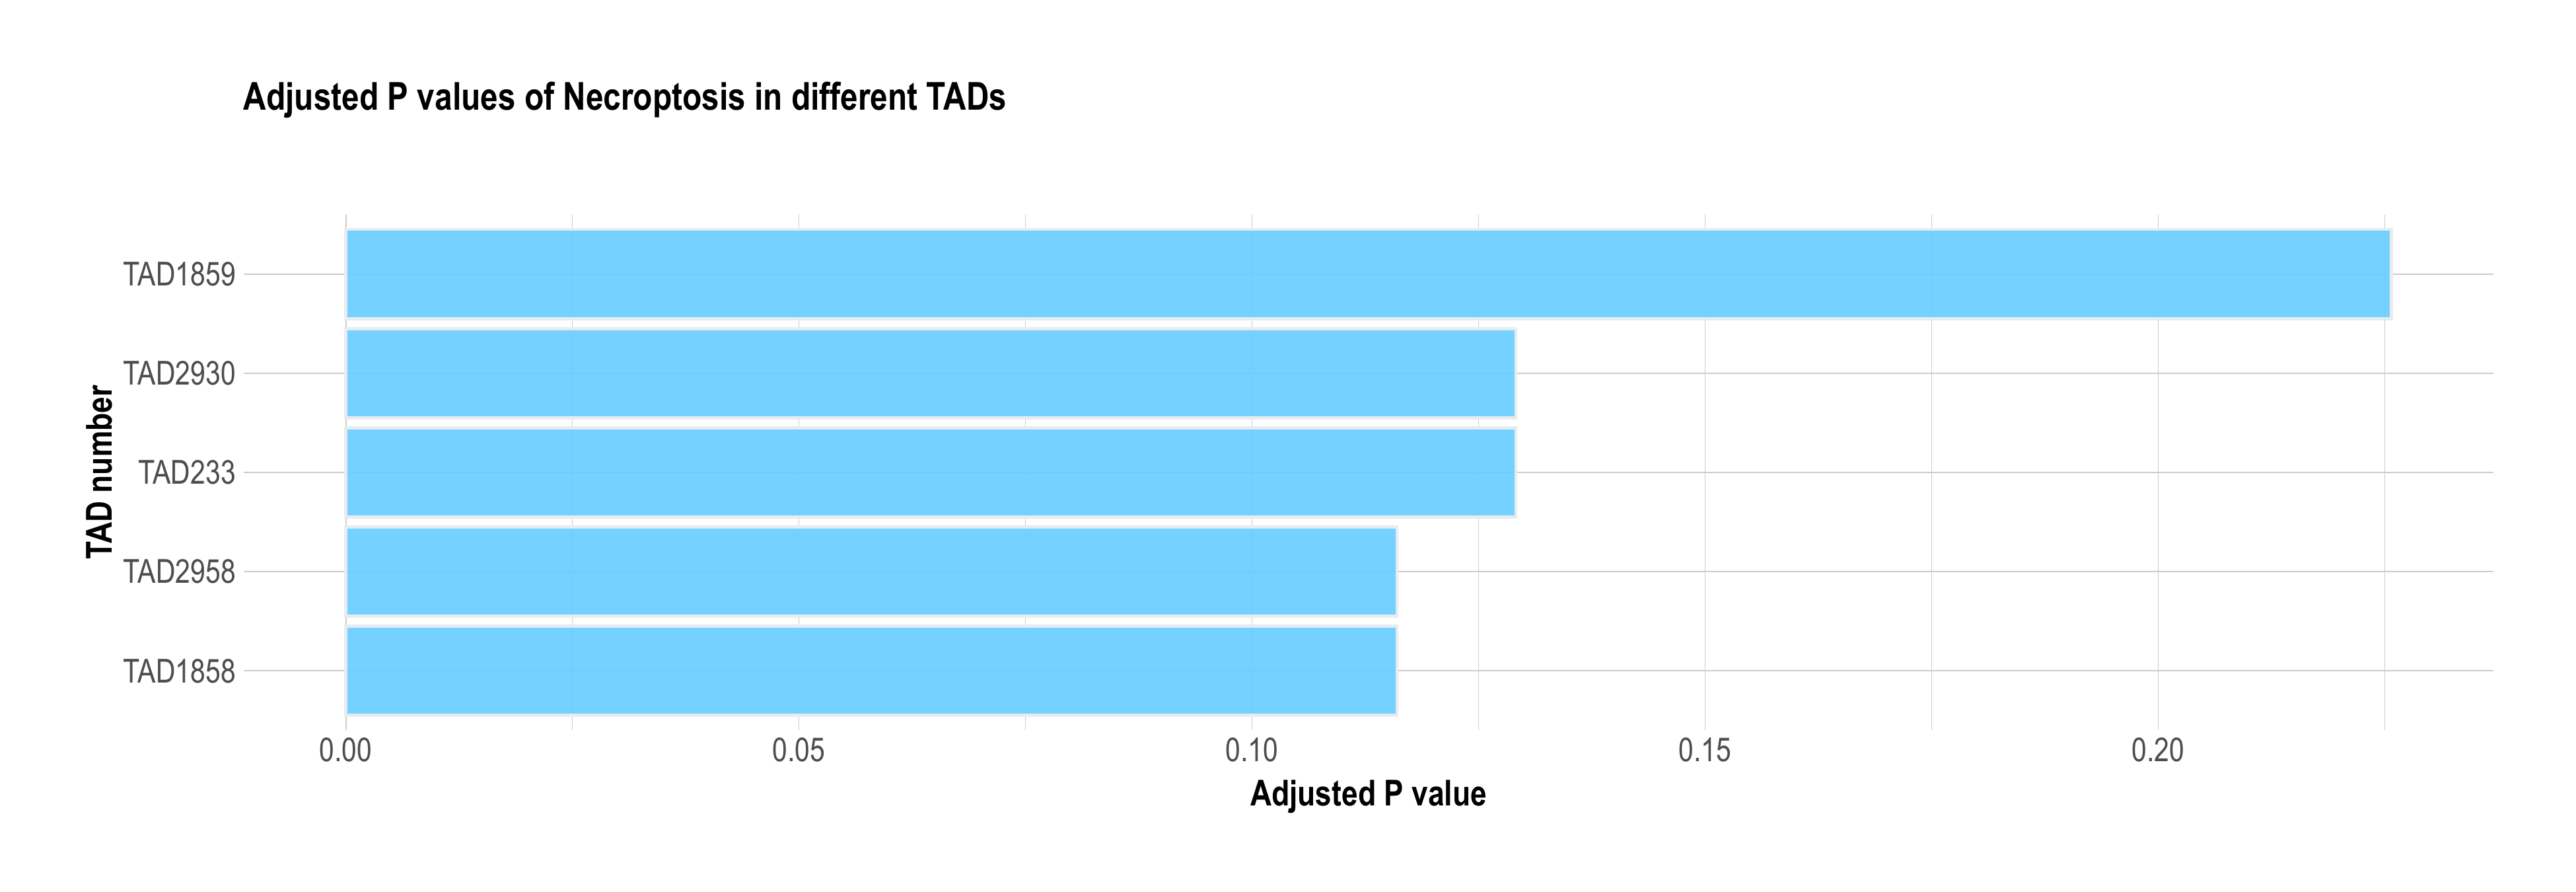 Adjusted P values of Necroptosis in different TADs
TAD number
TAD1859
TAD2930
TAD233
TAD2958
TAD1858
0.00 0.05 0.10 0.15 0.20
Adjusted P value